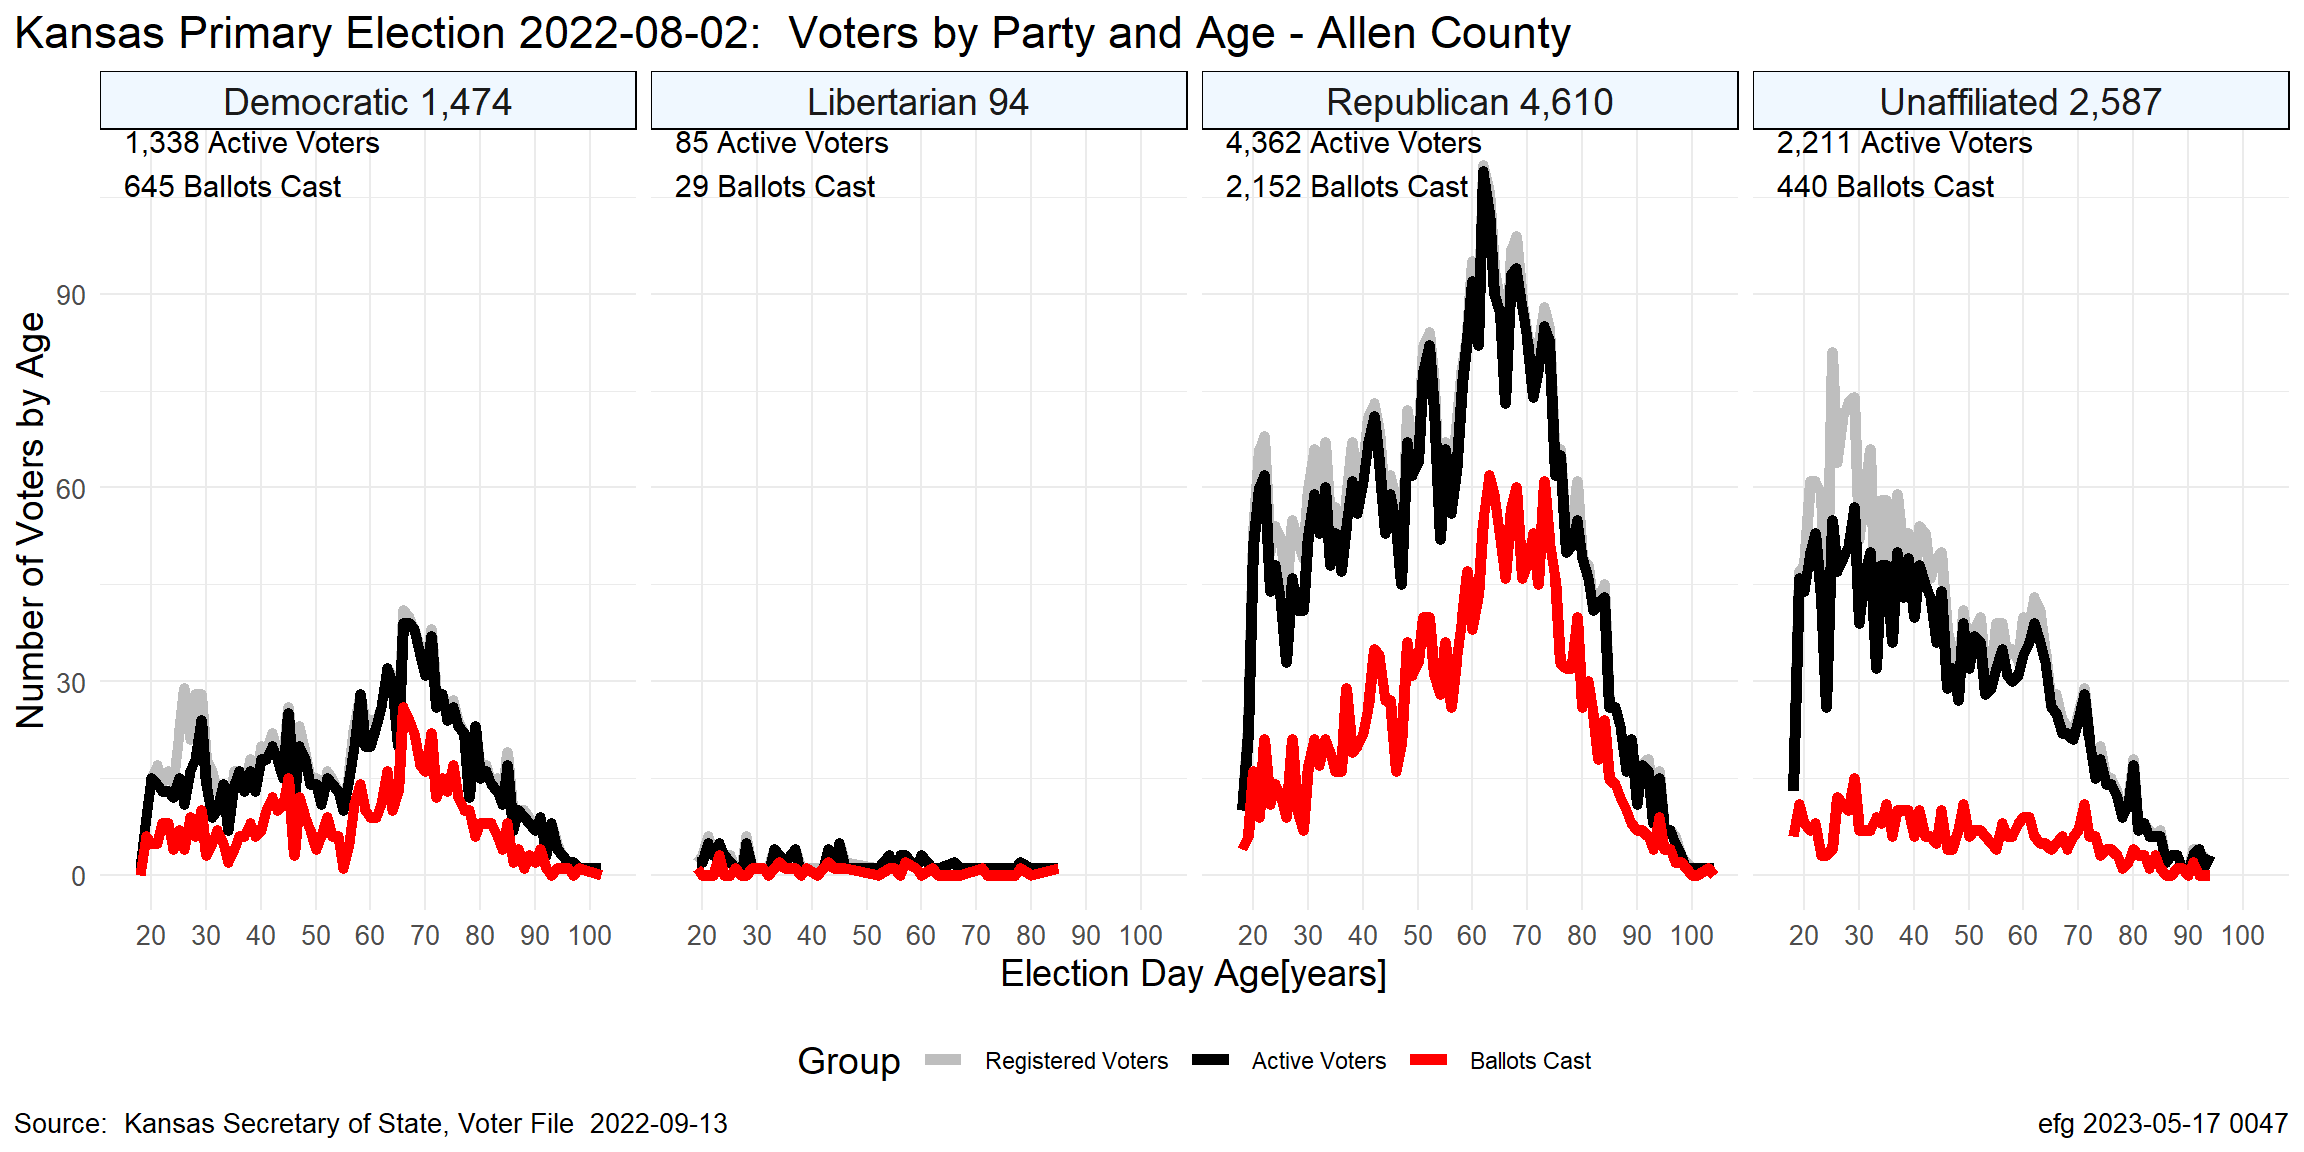 Kansas Primary Election 2022-08-02:  Voters by Party and Age - Allen County
Democratic 1,474
Libertarian 94
Republican 4,610
Unaffiliated 2,587
1,338 Active Voters
645 Ballots Cast
85 Active Voters
29 Ballots Cast
4,362 Active Voters
2,152 Ballots Cast
2,211 Active Voters
440 Ballots Cast
Number of Voters by Age
90
60
30
0
20 30 40 50 60 70 80 90 100
20 30 40 50 60 70 80 90 100
20 30 40 50 60 70 80 90 100
20 30 40 50 60 70 80 90 100
Election Day Age[years]
Group Registered Voters Active Voters Ballots Cast
Source:  Kansas Secretary of State, Voter File  2022-09-13
efg 2023-05-17 0047